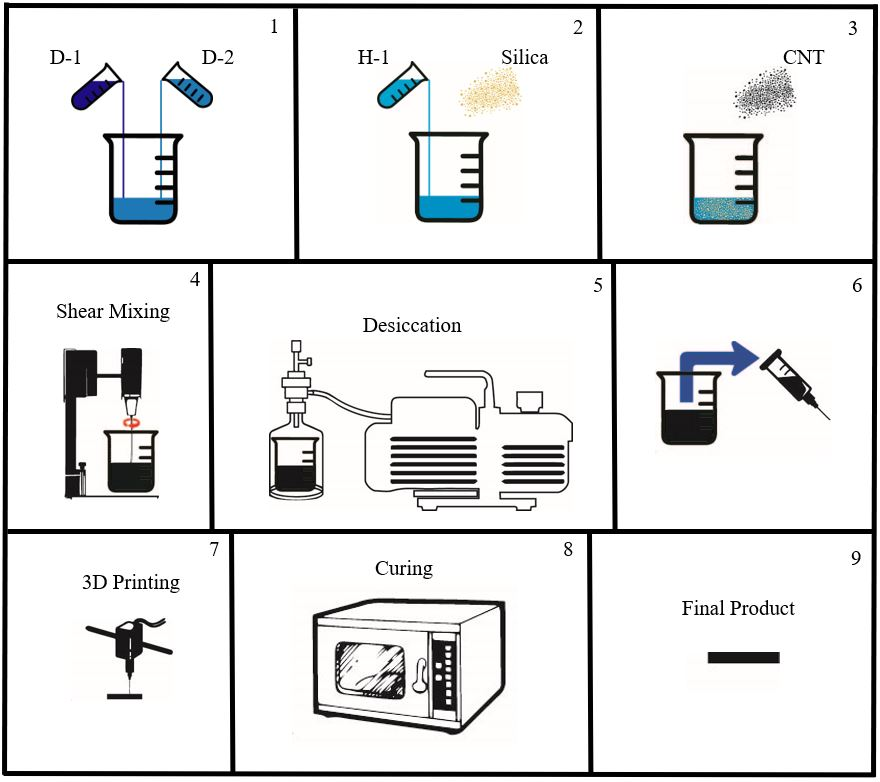 1
D-1
D-2
2
H-1
Silica
3
CNT
4
Shear Mixing
5
Desiccation
6
7
3D Printing
8
Curing
9
Final Product